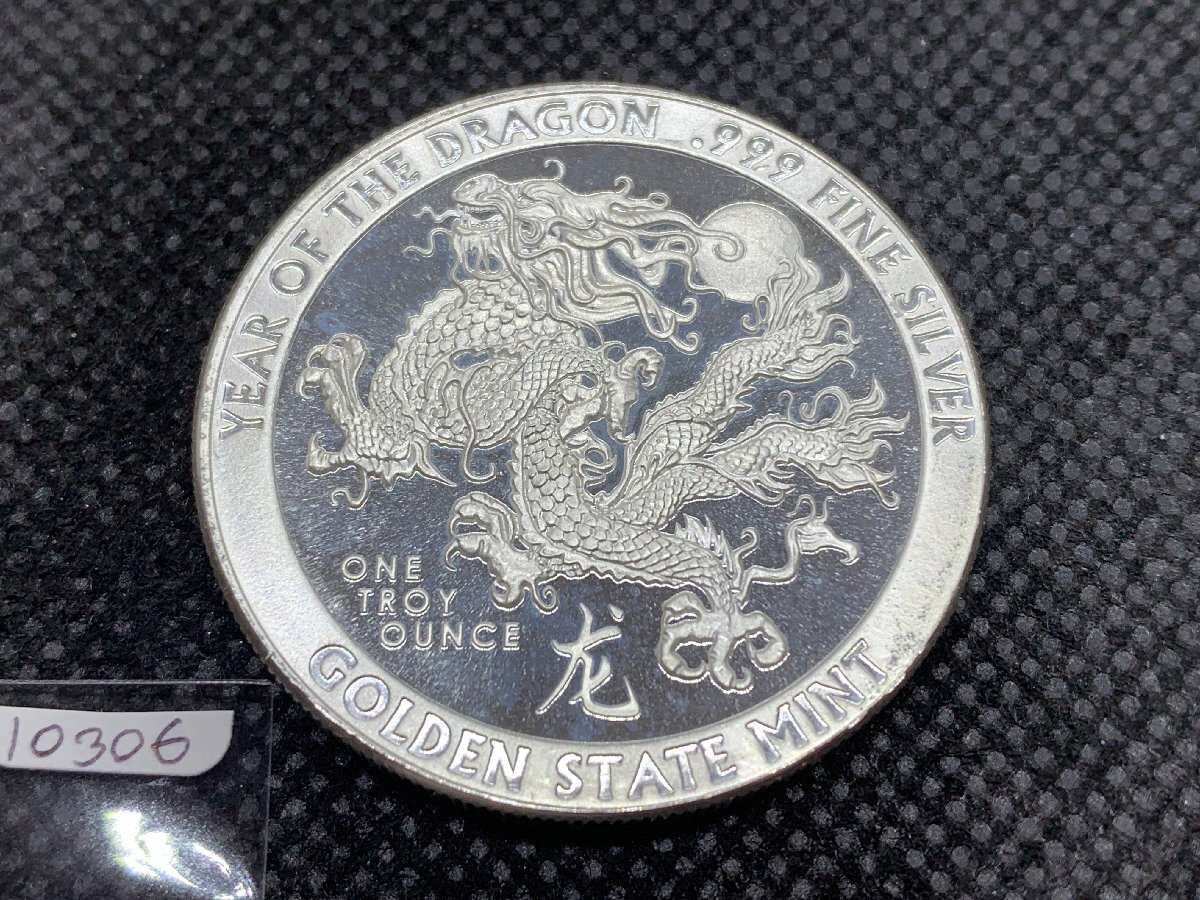 YEAR OF THE DRAGON .999 FINE SILVER
ONE
TROY
OUNCE
龙
GOLDEN STATE MINT
10306